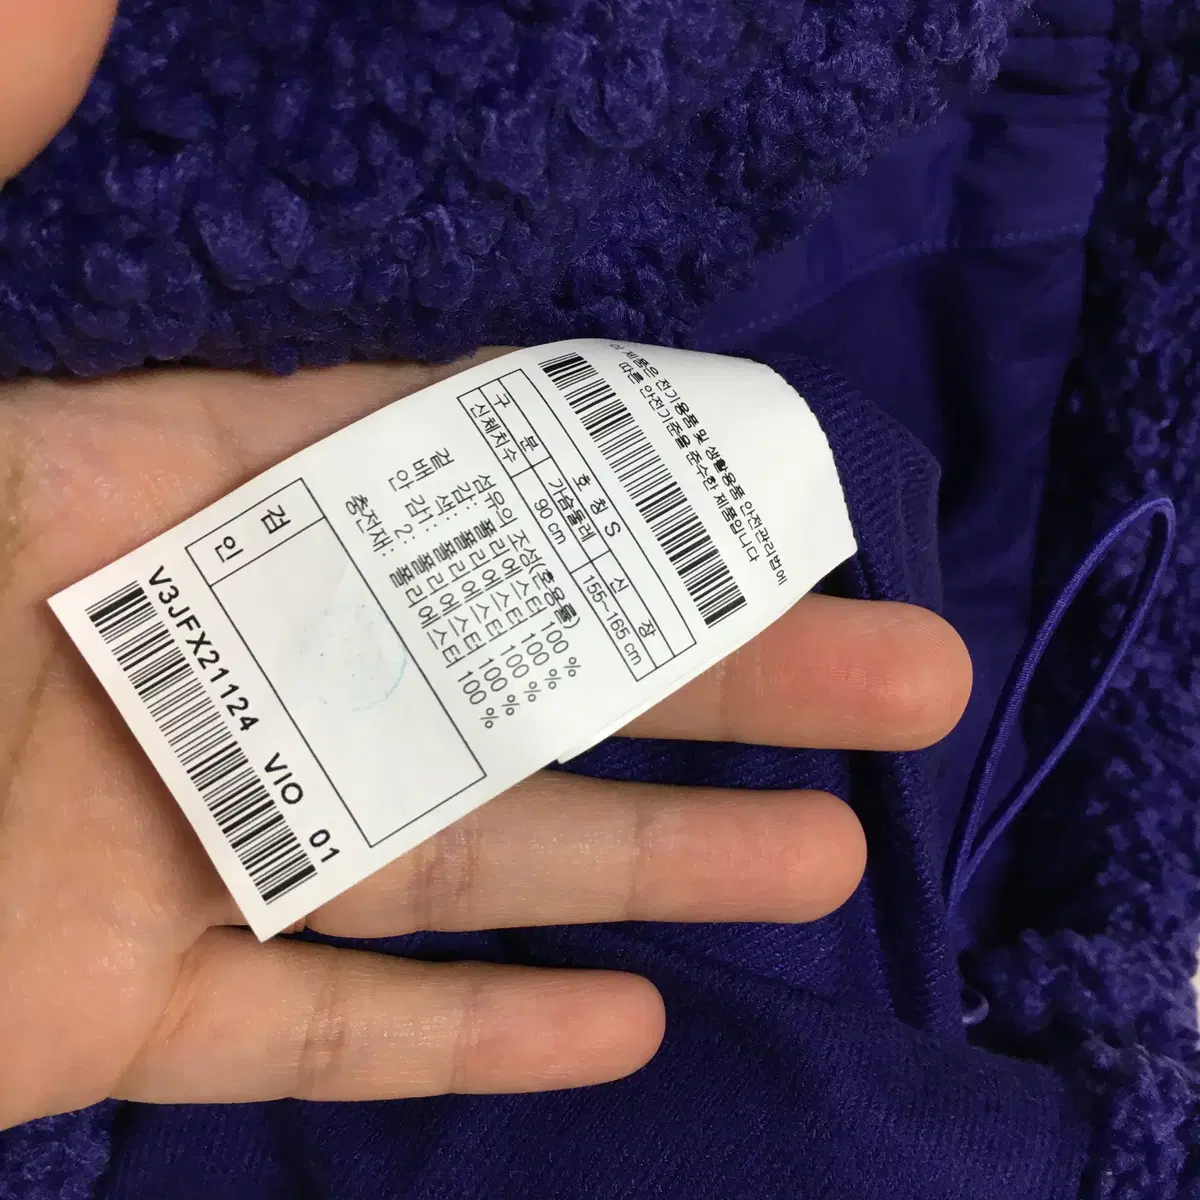 이 제품은 전기용품 및 생활용품 안전관리법에
따른 안전기준을 준수한 제품입니다
호 칭 S
구 분 가슴둘레 신 장
신체치수 90 cm 155~165 cm
섬유의 조성(혼용률)
겉 감: 폴리에스터 100 %
배 색: 폴리에스터 100 %
안 감 2: 폴리에스터 100 %
충전재: 폴리에스터 100 %
검
인
V3JFX21124 VIO 01